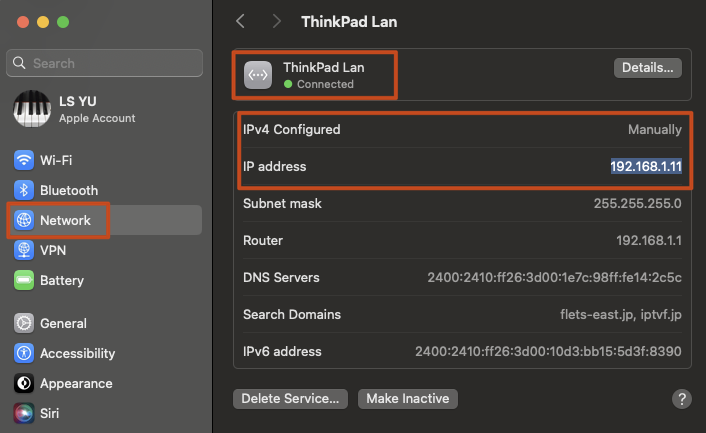 ThinkPad Lan
Search
ThinkPad Lan
Connected
Details...
LS YU
Apple Account
Wi-Fi
Bluetooth
Network
VPN
Battery
General
Accessibility
Appearance
Siri
IPv4 Configured Manually
IP address 192.168.1.11
Subnet mask 255.255.255.0
Router 192.168.1.1
DNS Servers 2400:2410:ff26:3d00:1e7c:98ff:fe14:2c5c
Search Domains flets-east.jp, iptvf.jp
IPv6 address 2400:2410:ff26:3d00:10d3:bb15:5d3f:8390
Delete Service... Make Inactive ?